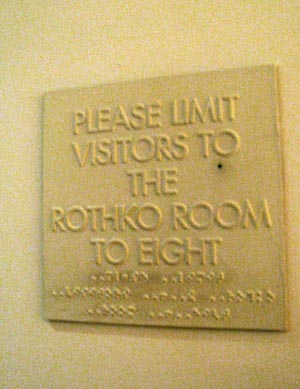 PLEASE LIMIT
VISITORS TO
THE
ROTHKO ROOM
TO EIGHT